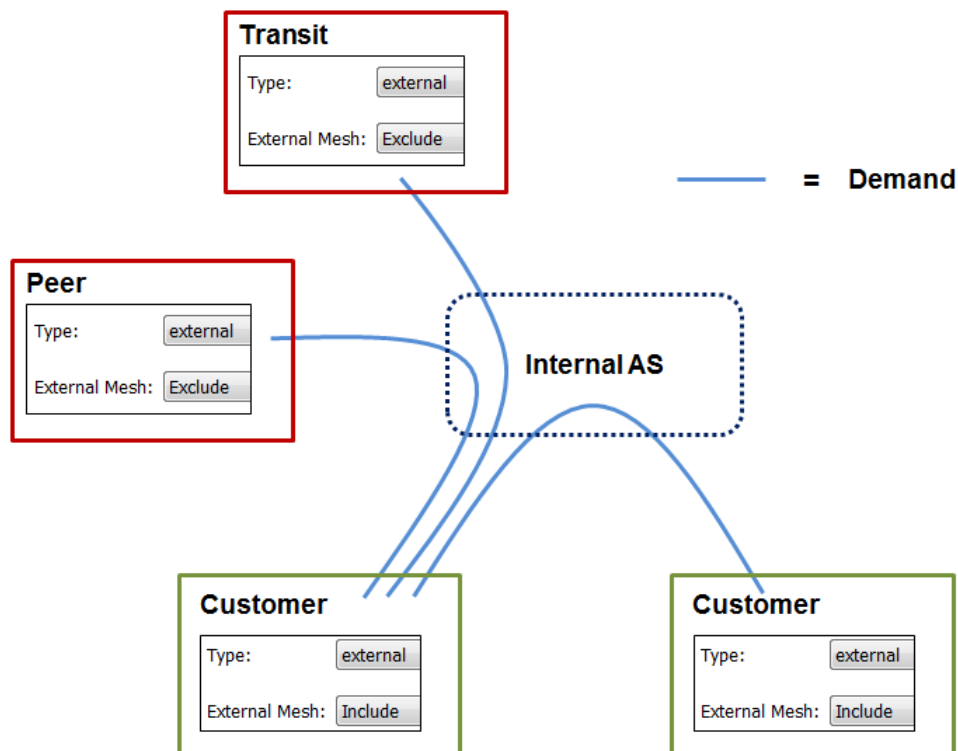 Transit
Type: external
External Mesh: Exclude
= Demand
Peer
Type: external
External Mesh: Exclude
Internal AS
Customer
Type: external
External Mesh: Include
Customer
Type: external
External Mesh: Include